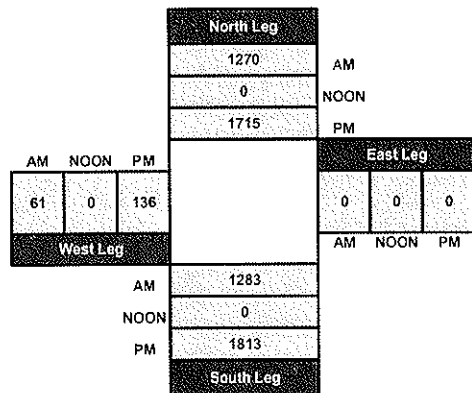 North Leg
1270 AM
0 NOON
1715 PM
AM NOON PM
East Leg
61 0 136
0 0 0
West Leg
AM NOON PM
1283
AM
0
NOON
1813
PM
South Leg